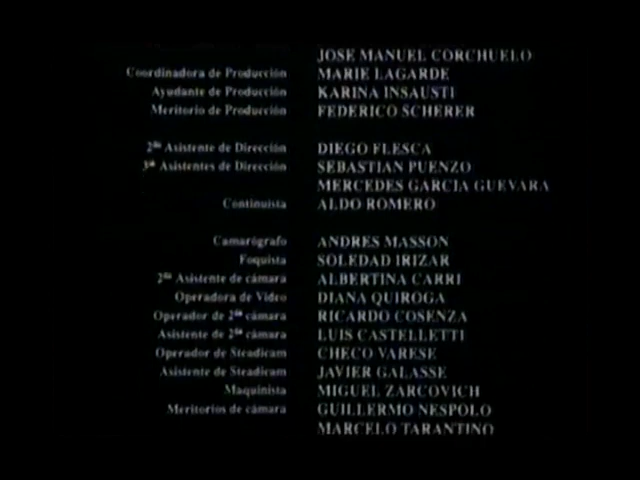 JOSE MANUEL CORCHUELO
Coordinadora de Producción MARIE LAGARDE
Ayudante de Producción KARINA INSAUSTI
Meritorio de Producción FEDERICO SCHERER
2do Asistente de Dirección DIEGO FLESCA
3er Asistentes de Dirección SEBASTIAN PUENZO
MERCEDES GARCIA GUEVARA
Continuista ALDO ROMERO
Camarógrafo ANDRES MASSON
Foquista SOLEDAD IRIZAR
2do Asistente de cámara ALBERTINA CARRI
Operadora de Video DIANA QUIROGA
Operador de 2da cámara RICARDO COSENZA
Asistente de 2da cámara LUIS CASTELLETTI
Operador de Steadicam CHECO VARESE
Asistente de Steadicam JAVIER GALASSE
Maquinista MIGUEL ZARCOVICH
Meritorios de cámara GUILLERMO NESPOLO
MARCELO TARANTINO